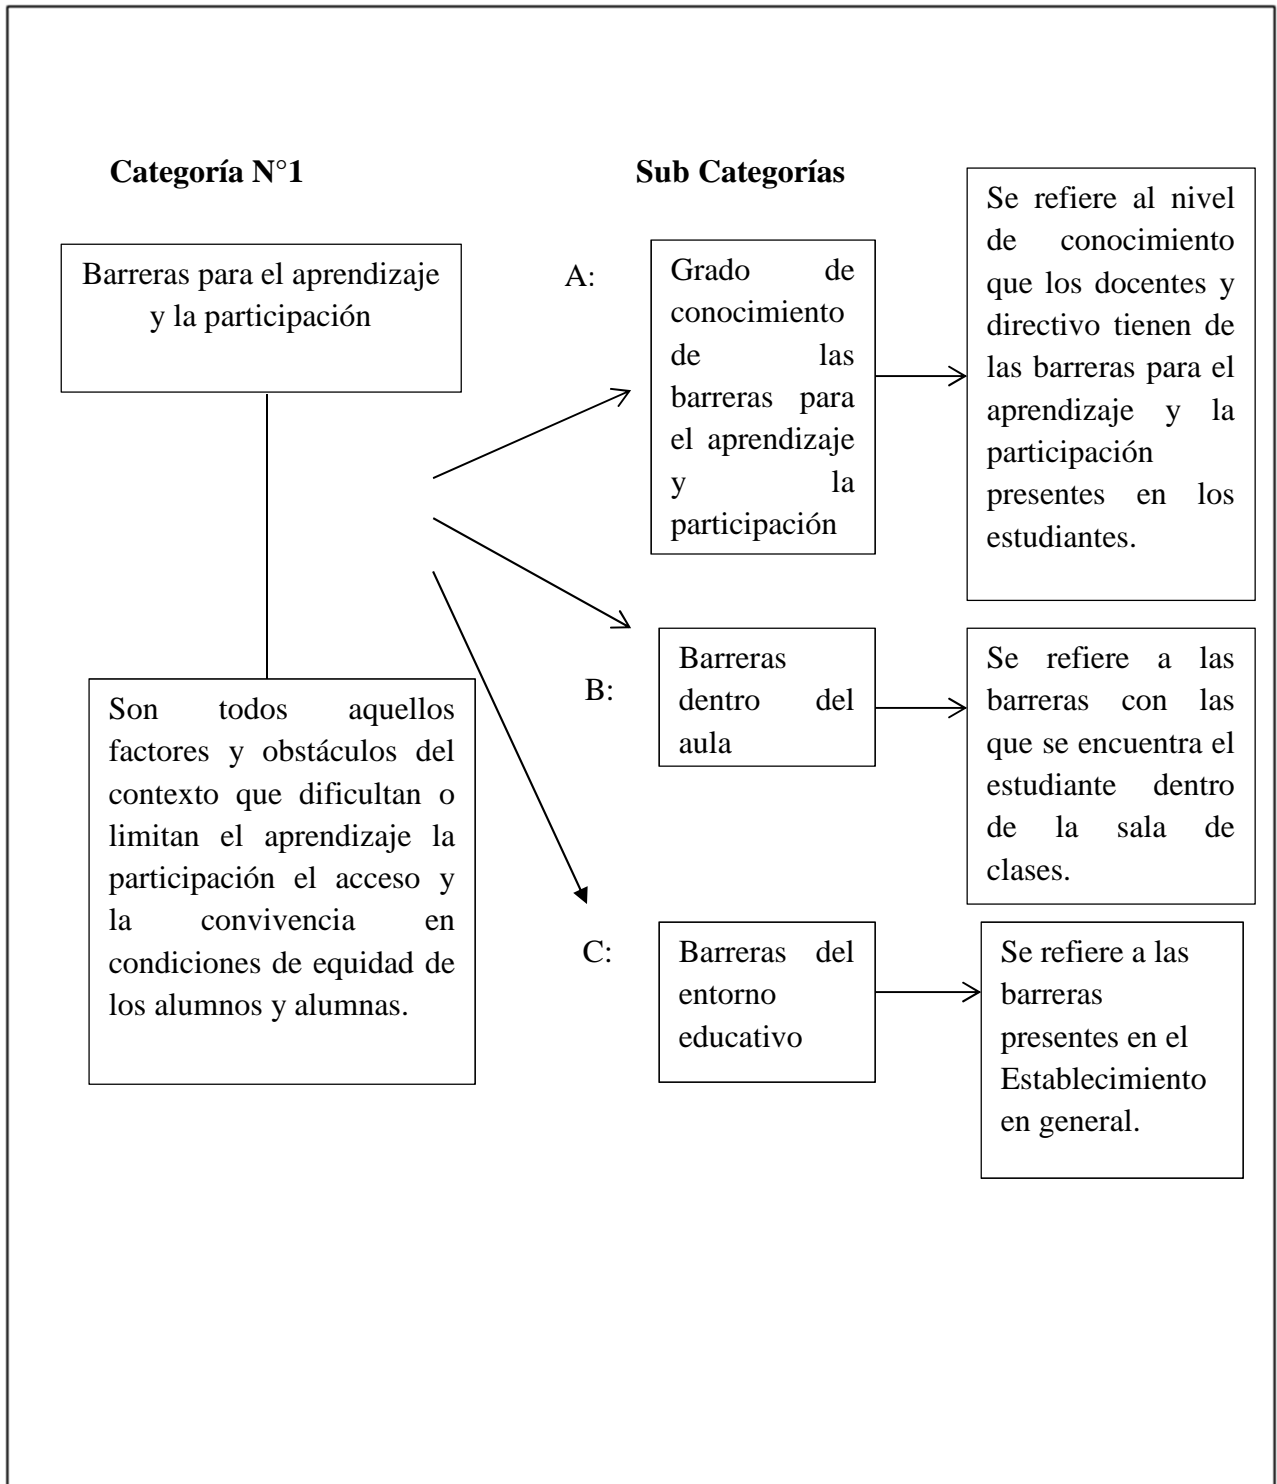 Categoría N°1
Barreras para el aprendizaje
y la participación
Son todos aquellos
factores y obstáculos del
contexto que dificultan o
limitan el aprendizaje la
participación el acceso y
la convivencia en
condiciones de equidad de
los alumnos y alumnas.
Sub Categorías
A:
Grado de
conocimiento
de las
barreras para
el aprendizaje
y la
participación
Se refiere al nivel
de conocimiento
que los docentes y
directivo tienen de
las barreras para el
aprendizaje y la
participación
presentes en los
estudiantes.
B:
Barreras
dentro del
aula
Se refiere a las
barreras con las
que se encuentra el
estudiante dentro
de la sala de
clases.
C:
Barreras del
entorno
educativo
Se refiere a las
barreras
presentes en el
Establecimiento
en general.